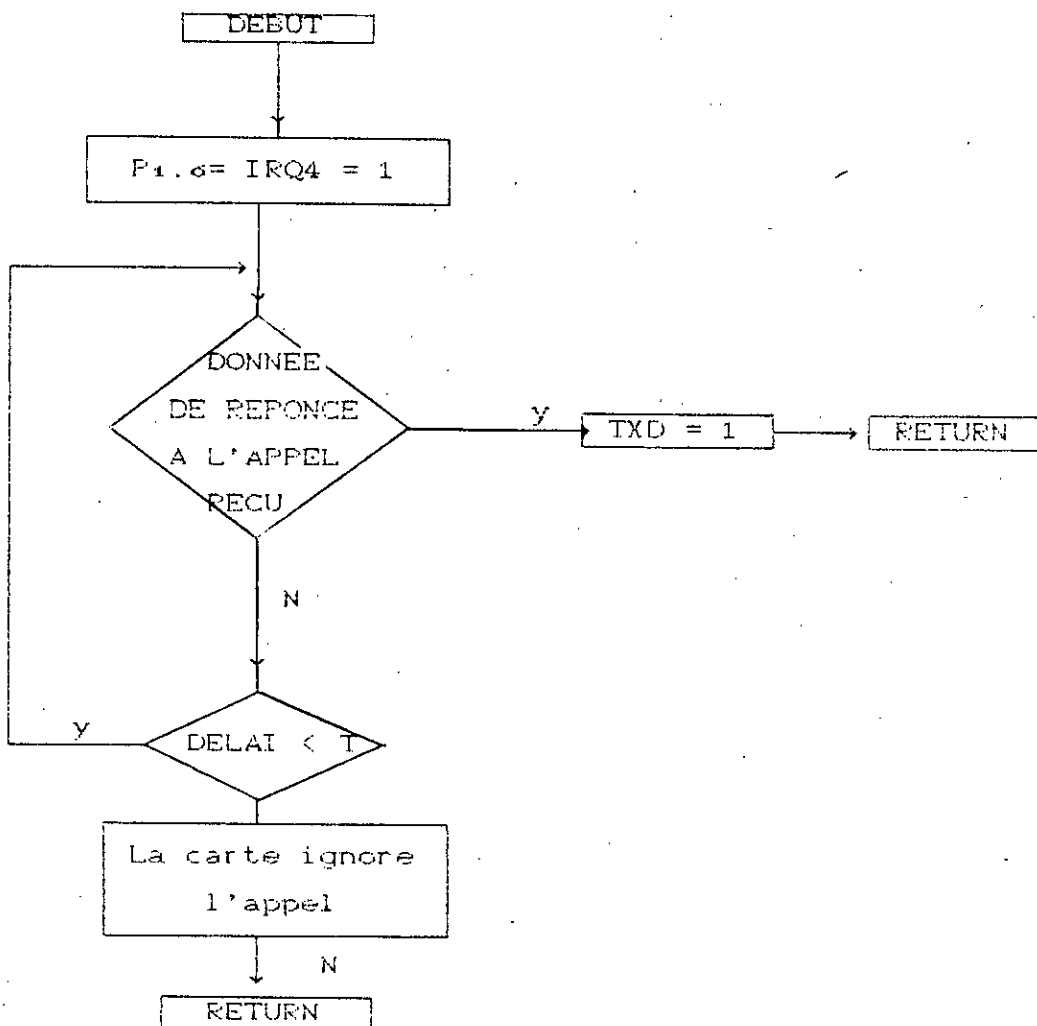 DEBUT
P1.6= IRQ4 = 1
DONNEE
DE REPONCE
A L'APPEL
RECU
y
TXD = 1
RETURN
N
y
DELAI < T
La carte ignore
l'appel
N
RETURN